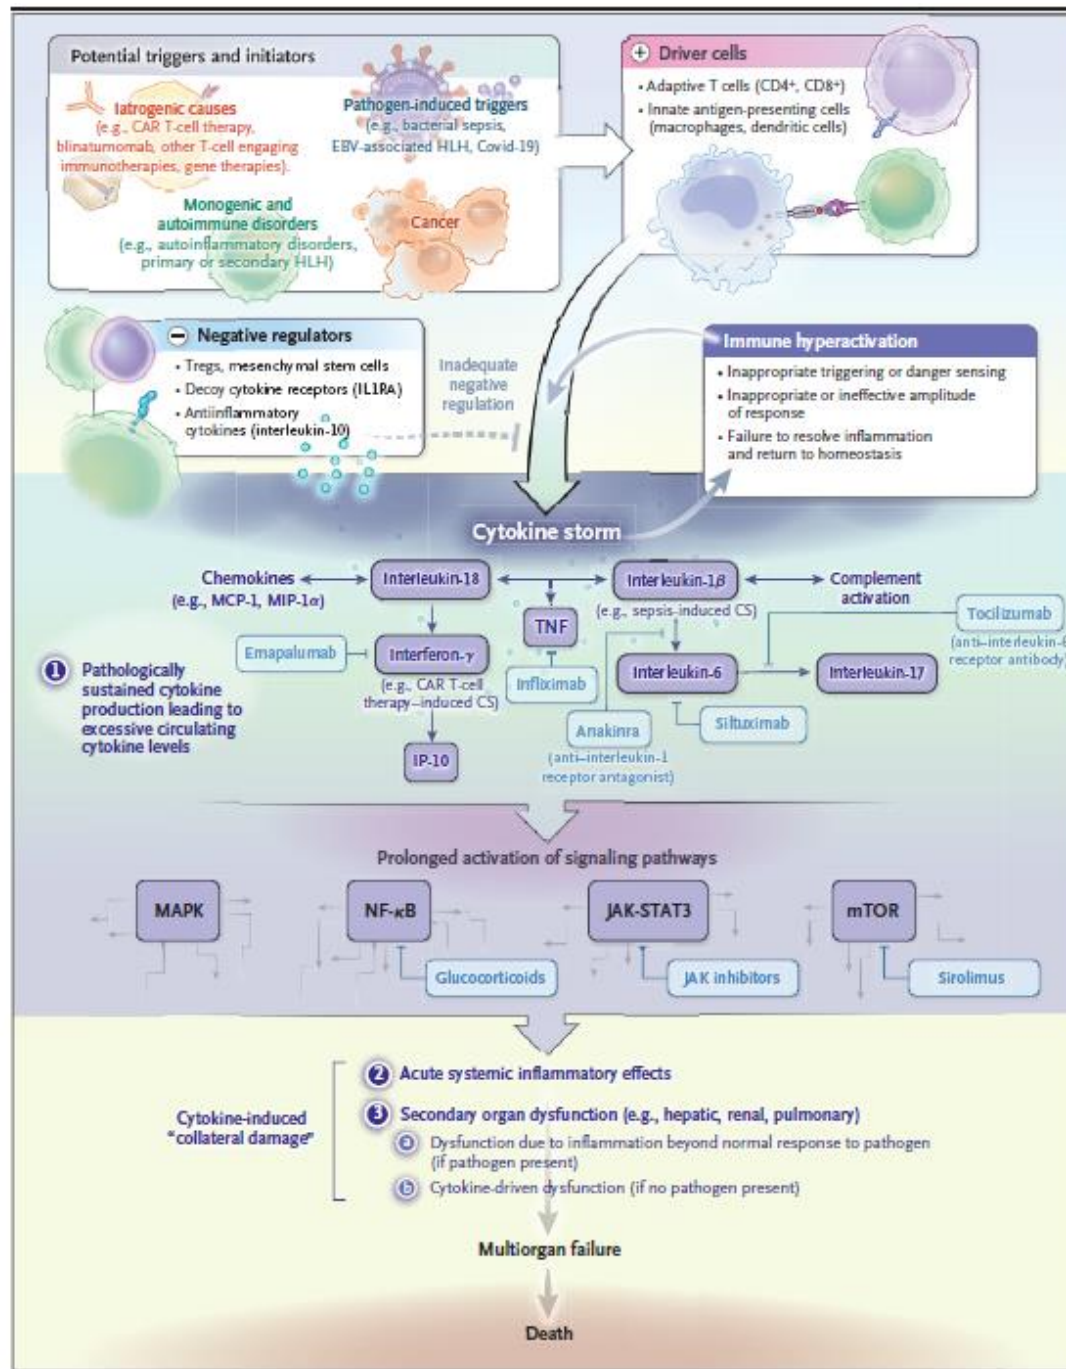 Potential triggers and initiators
Iatrogenic causes
(e.g., CAR T-cell therapy,
blinatumomab, other T-cell engaging
immunotherapies, gene therapies).
Pathogen-induced triggers
(e.g., bacterial sepsis,
EBV-associated HLH, Covid-19)
Monogenic and
autoimmune disorders
(e.g., autoinflammatory disorders,
primary or secondary HLH)
Cancer
+ Driver cells
• Adaptive T cells (CD4+, CD8+)
• Innate antigen-presenting cells
(macrophages, dendritic cells)
− Negative regulators
• Tregs, mesenchymal stem cells
• Decoy cytokine receptors (IL1RA)
• Antiinflammatory
cytokines (interleukin-10)
Inadequate
negative
regulation
Immune hyperactivation
• Inappropriate triggering or danger sensing
• Inappropriate or ineffective amplitude
of response
• Failure to resolve inflammation
and return to homeostasis
Cytokine storm
Chemokines
(e.g., MCP-1, MIP-1α)
Interleukin-18
Interleukin-1β
(e.g., sepsis-induced CS)
Complement
activation
TNF
Tocilizumab
(anti–interleukin-6
receptor antibody)
Emapalumab
Interferon-γ
(e.g., CAR T-cell
therapy–induced CS)
Infliximab
Interleukin-6
Interleukin-17
1 Pathologically
sustained cytokine
production leading to
excessive circulating
cytokine levels
Anakinra
(anti–interleukin-1
receptor antagonist)
Siltuximab
IP-10
Prolonged activation of signaling pathways
MAPK
NF-κB
JAK-STAT3
mTOR
Glucocorticoids
JAK inhibitors
Sirolimus
Cytokine-induced
“collateral damage”
2 Acute systemic inflammatory effects
3 Secondary organ dysfunction (e.g., hepatic, renal, pulmonary)
a Dysfunction due to inflammation beyond normal response to pathogen
(if pathogen present)
b Cytokine-driven dysfunction (if no pathogen present)
Multiorgan failure
Death